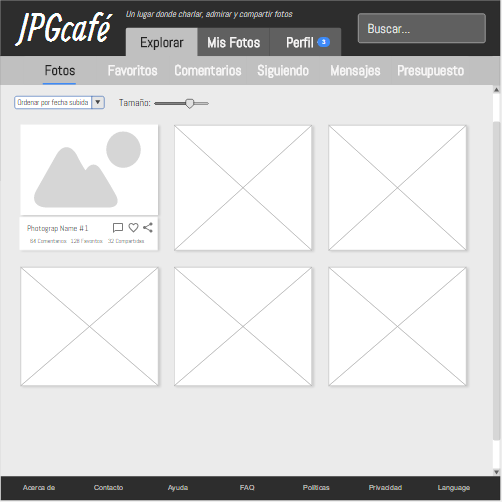 JPGcafé
Un lugar donde charlar, admirar y compartir fotos
Explorar Mis Fotos Perfil 3
Buscar...
Fotos Favoritos Comentarios Siguiendo Mensajes Presupuesto
Ordenar por fecha subida Tamaño:
Photograp Name #1
84 Comentarios 128 Favoritos 32 Compartidas
Acerca de Contacto Ayuda FAQ Políticas Privacidad Language